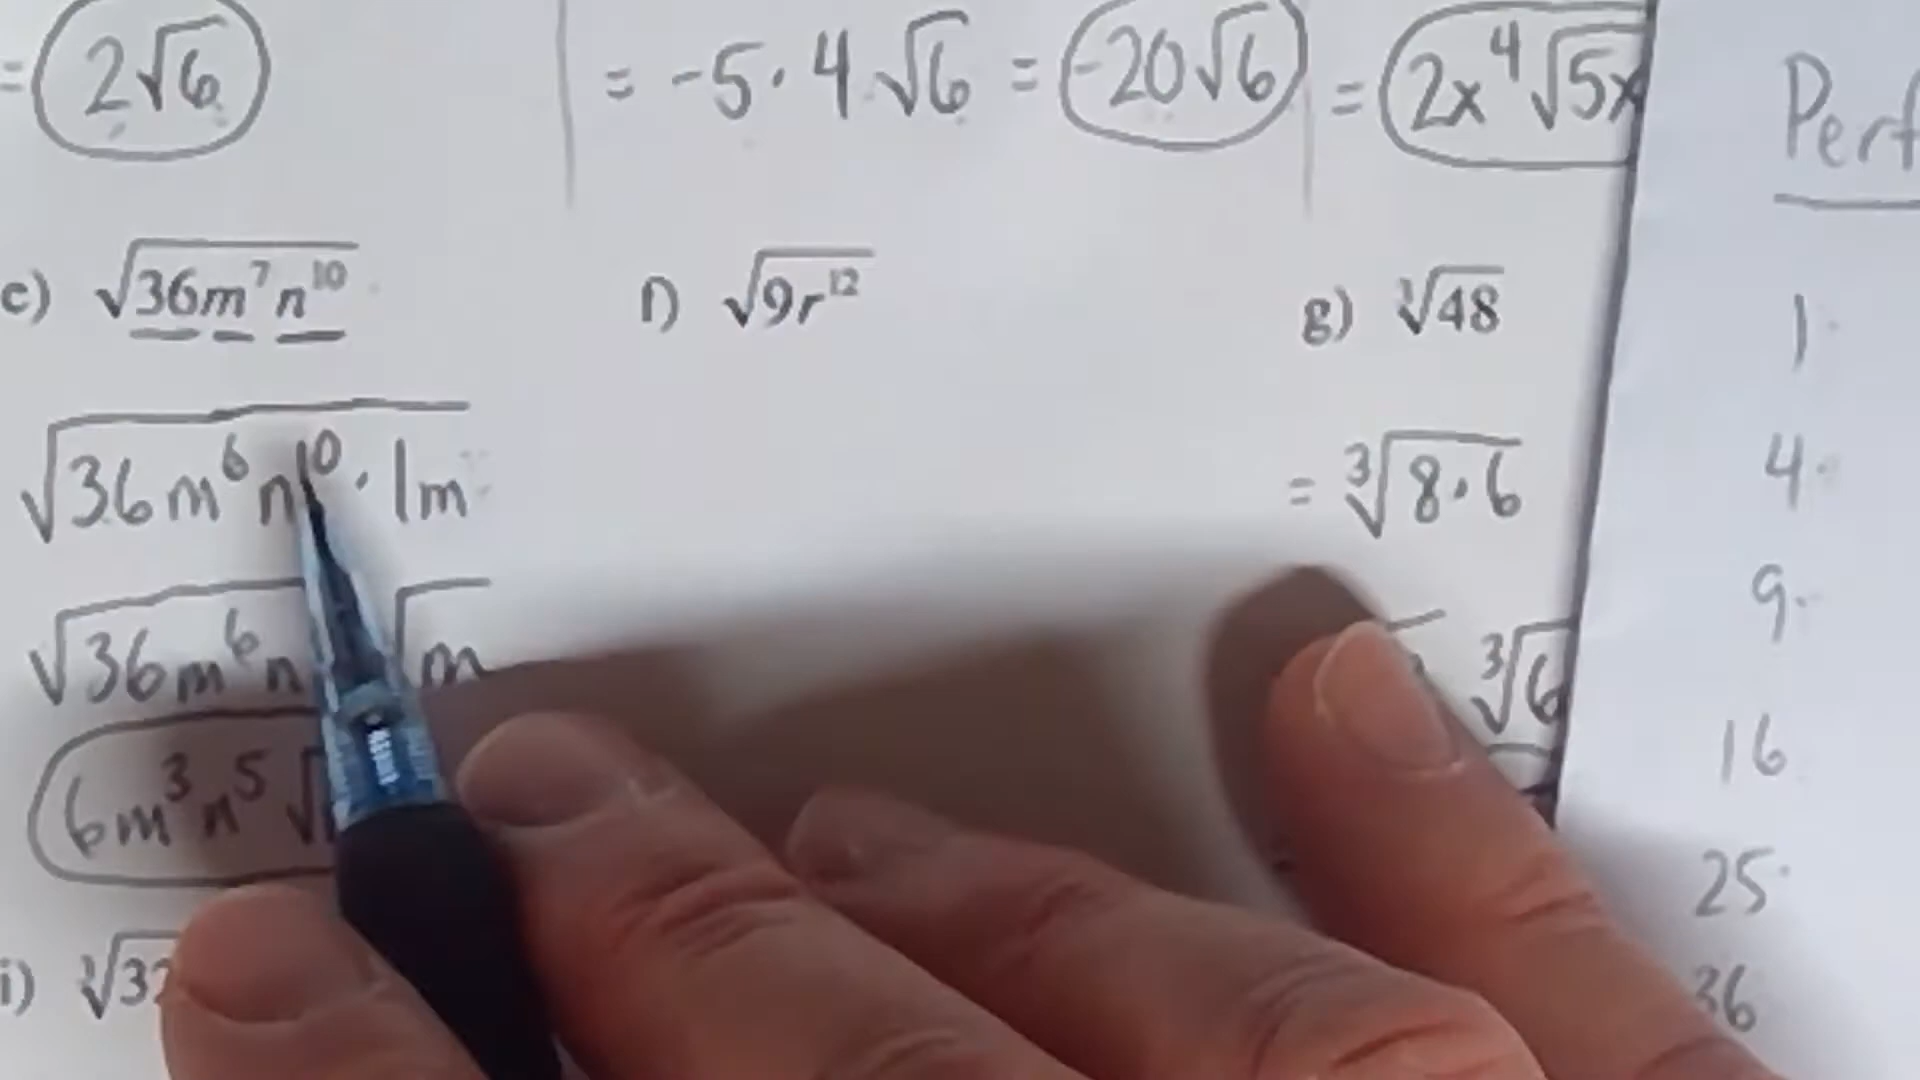 = 2√6
= -5·4√6 = -20√6
= 2x⁴√5x
Perf
e) √36m⁷n¹⁰
f) √9r¹²
g) ∛48
√36m⁶n¹⁰·1m
= ∛8·6
√36m⁶n √m
∛6
6m³n⁵√
i) ∛32
1
4
9
16
25
36